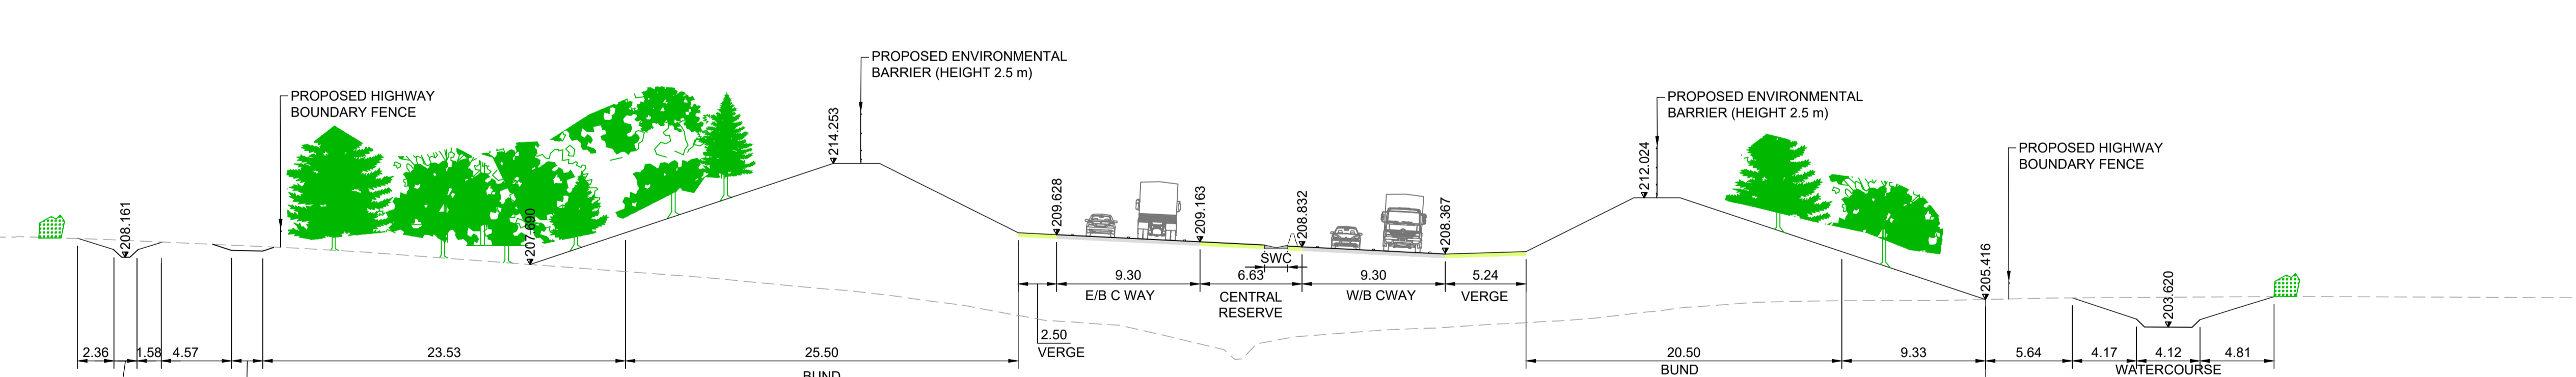 PROPOSED HIGHWAY
BOUNDARY FENCE
PROPOSED ENVIRONMENTAL
BARRIER (HEIGHT 2.5 m)
PROPOSED ENVIRONMENTAL
BARRIER (HEIGHT 2.5 m)
PROPOSED HIGHWAY
BOUNDARY FENCE
208.161
207.690
214.253
209.628
209.163
208.832
208.367
212.024
205.416
203.620
SWC
9.30
6.63
9.30
5.24
E/B C WAY
CENTRAL
RESERVE
W/B CWAY
VERGE
2.50
VERGE
2.36
1.58
4.57
23.53
25.50
20.50
9.33
5.64
4.17
4.12
4.81
BUND
BUND
WATERCOURSE